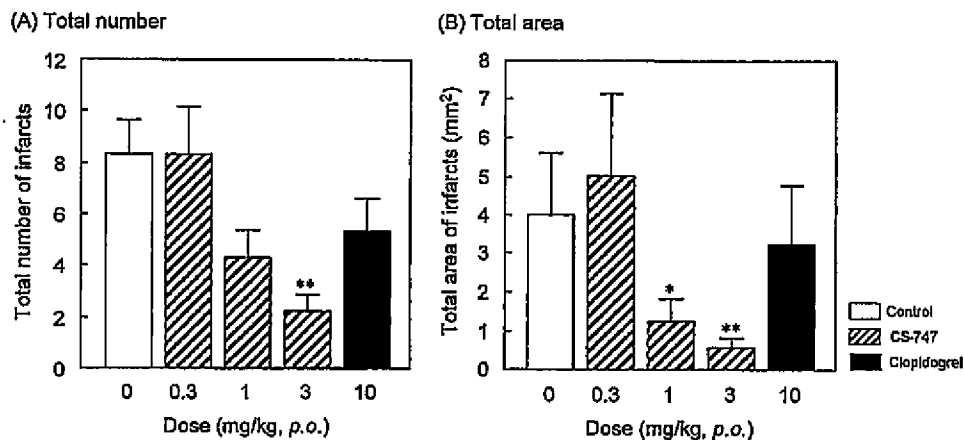 (A) Total number
Total number of infarcts
12
10
8
6
4
2
0
**
0 0.3 1 3 10
Dose (mg/kg, p.o.)
(B) Total area
Total area of infarcts (mm²)
8
7
6
5
4
3
2
1
0
*
**
0 0.3 1 3 10
Dose (mg/kg, p.o.)
Control
CS-747
Clopidogrel